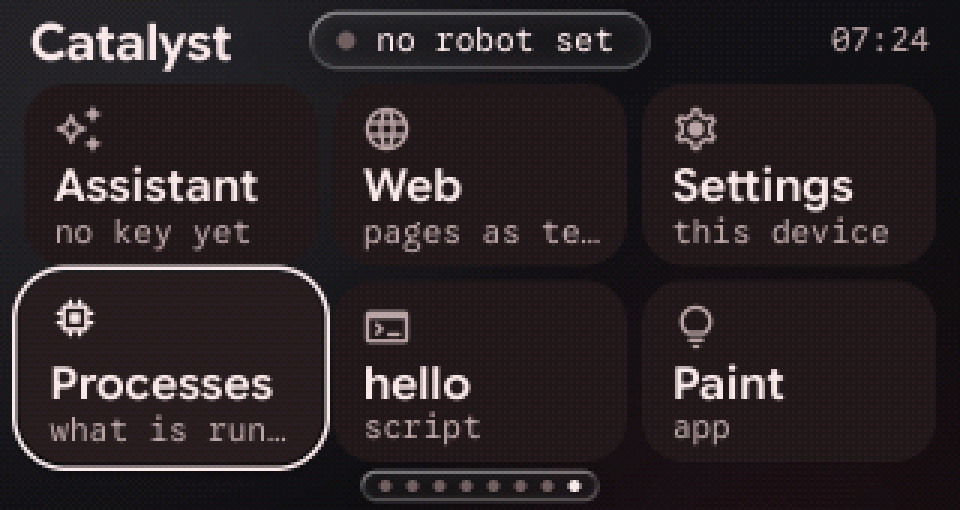 Catalyst
no robot set
07:24
Assistant
no key yet
Web
pages as te…
Settings
this device
Processes
what is run…
hello
script
Paint
app